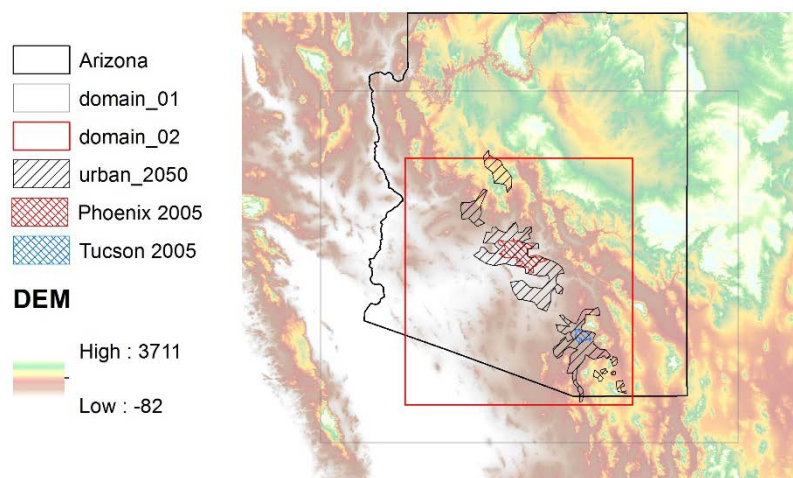 Arizona
domain_01
domain_02
urban_2050
Phoenix 2005
Tucson 2005
DEM
High : 3711
Low : -82